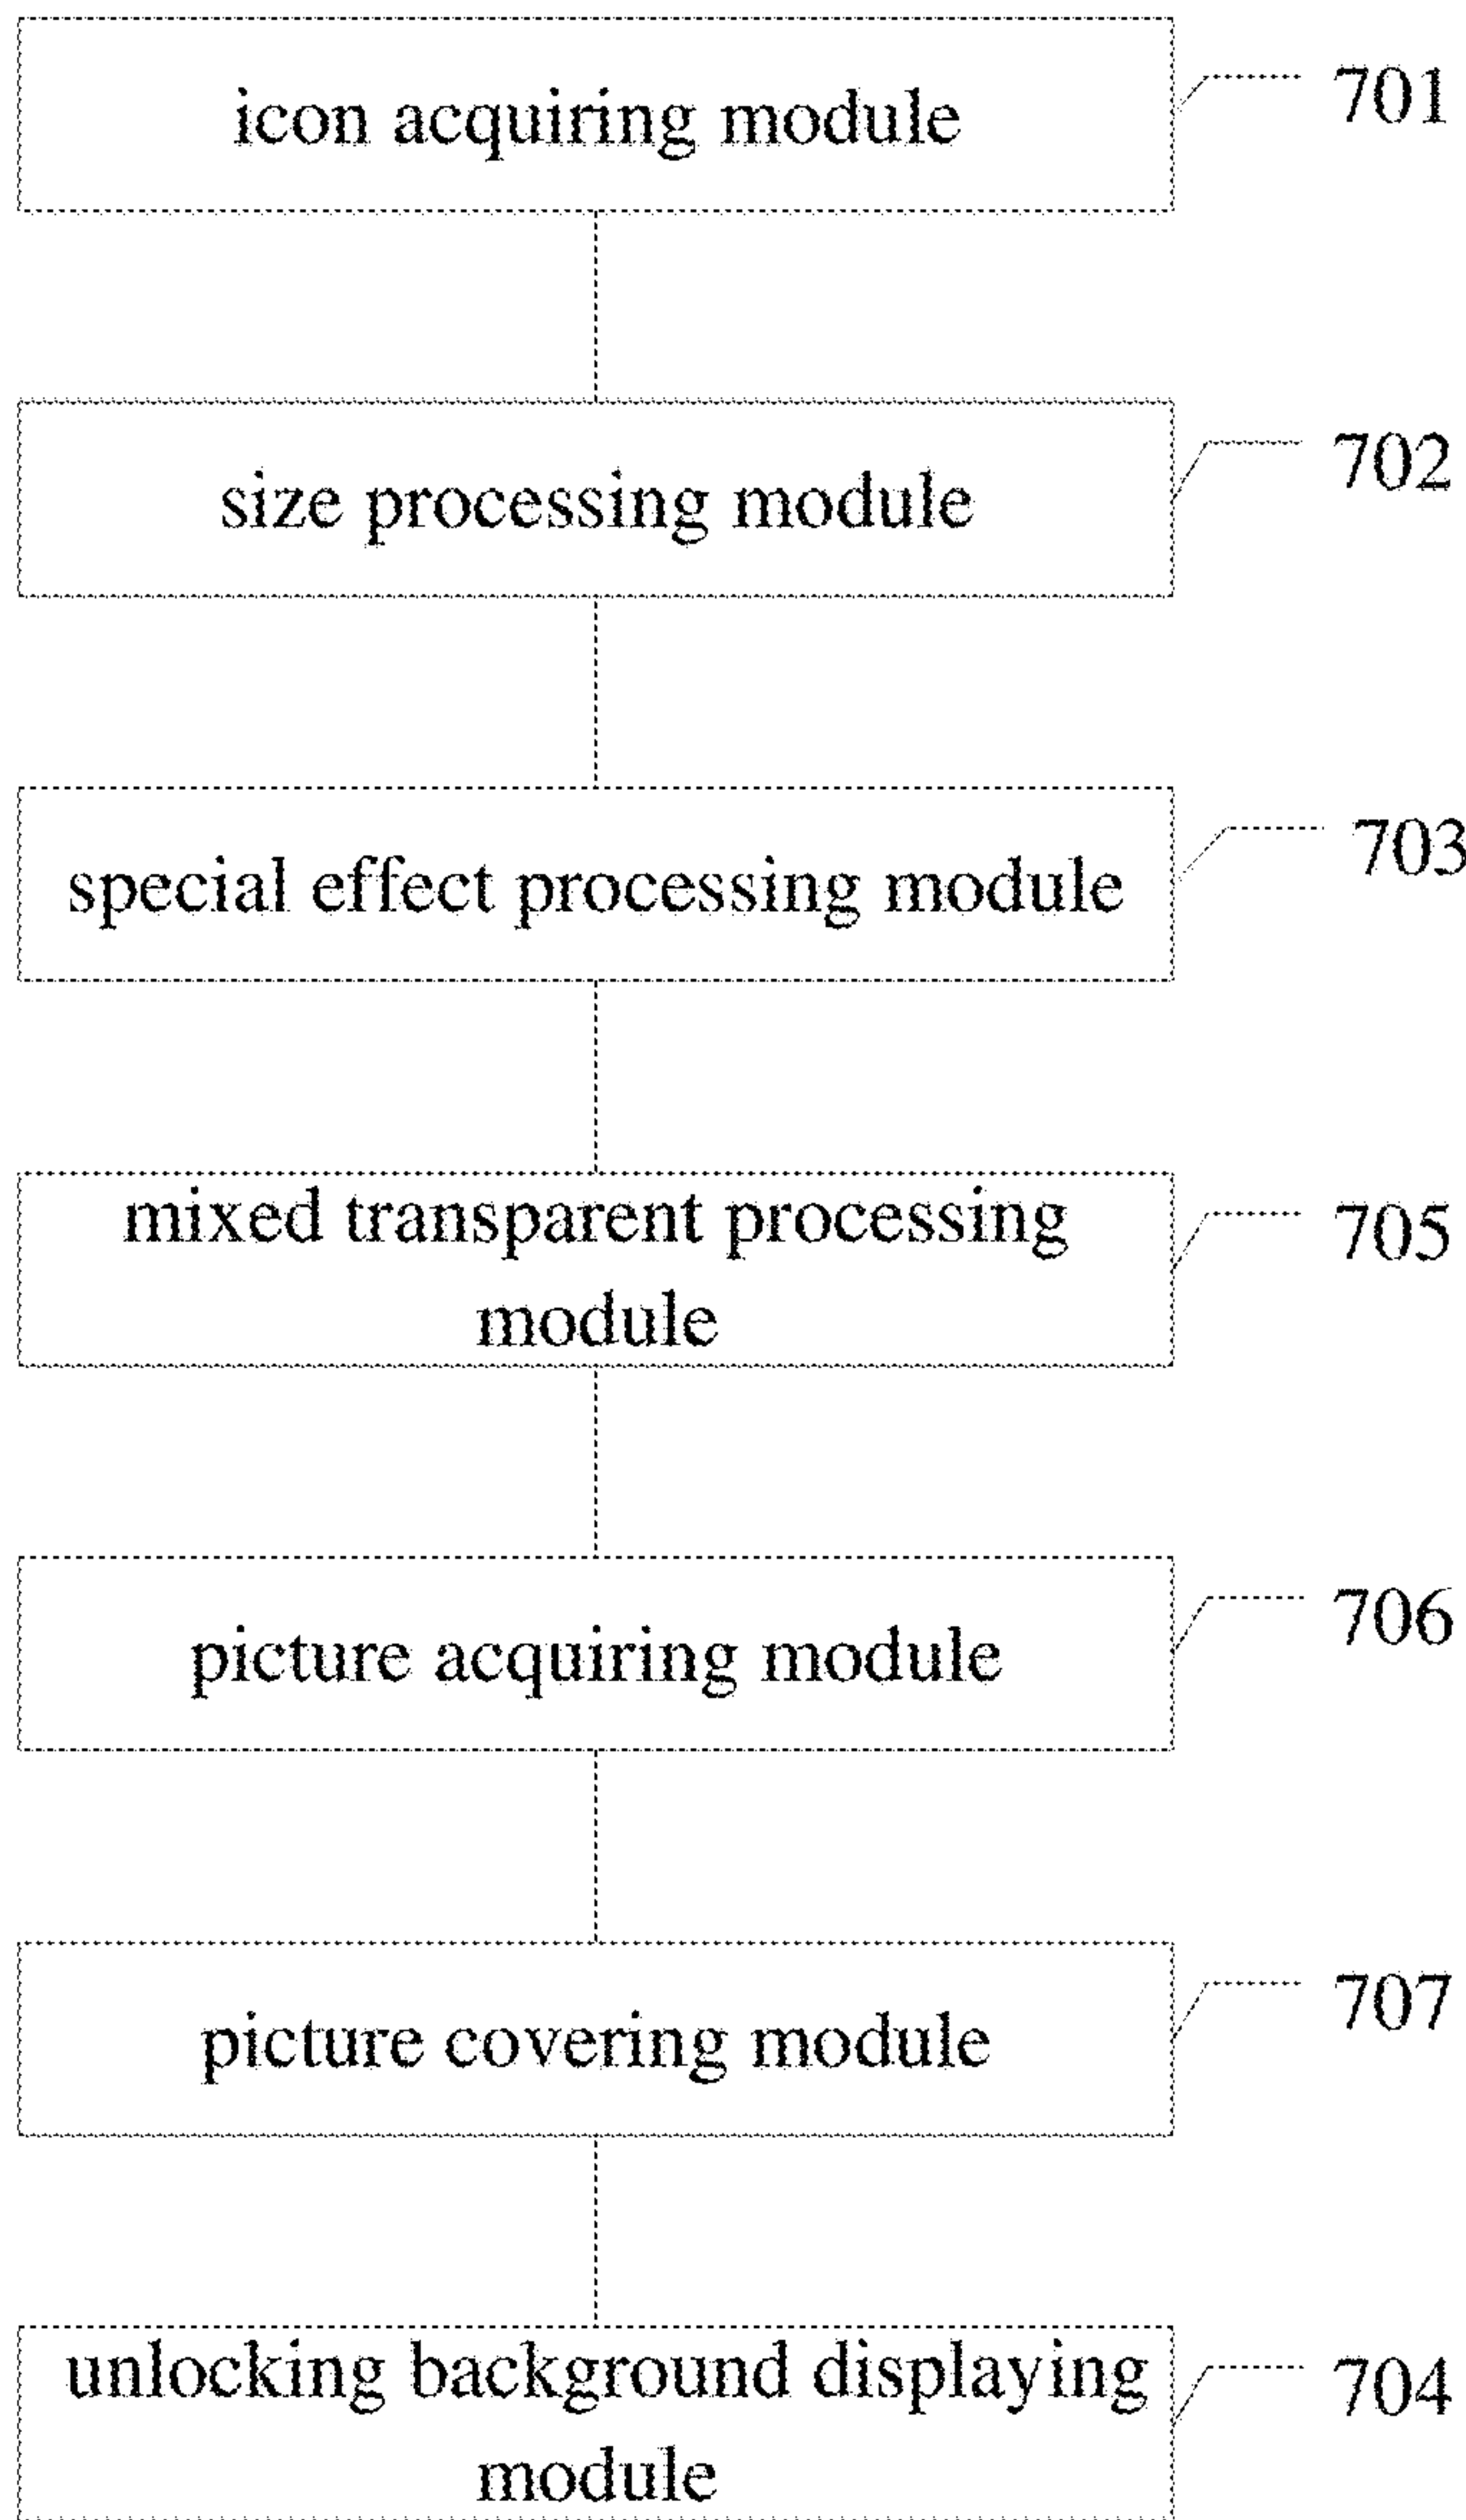 icon acquiring module 701
size processing module 702
special effect processing module 703
mixed transparent processing 705
module
picture acquiring module 706
picture covering module 707
unlocking background displaying 704
module